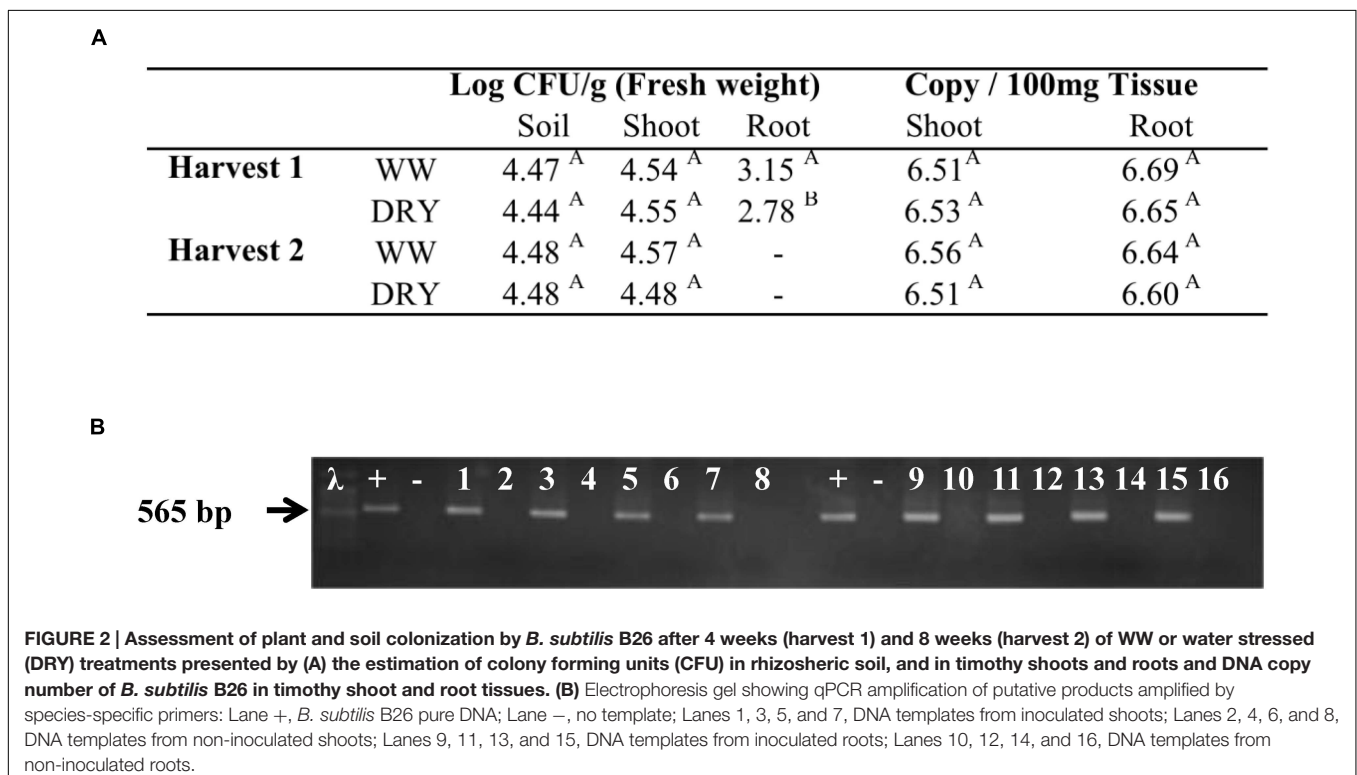 A
Log CFU/g (Fresh weight) Copy / 100mg Tissue
Soil Shoot Root Shoot Root
Harvest 1 WW 4.47 A 4.54 A 3.15 A 6.51 A 6.69 A
DRY 4.44 A 4.55 A 2.78 B 6.53 A 6.65 A
Harvest 2 WW 4.48 A 4.57 A - 6.56 A 6.64 A
DRY 4.48 A 4.48 A - 6.51 A 6.60 A
B
λ + - 1 2 3 4 5 6 7 8 + - 9 10 11 12 13 14 15 16
565 bp
FIGURE 2 | Assessment of plant and soil colonization by B. subtilis B26 after 4 weeks (harvest 1) and 8 weeks (harvest 2) of WW or water stressed
(DRY) treatments presented by (A) the estimation of colony forming units (CFU) in rhizosheric soil, and in timothy shoots and roots and DNA copy
number of B. subtilis B26 in timothy shoot and root tissues. (B) Electrophoresis gel showing qPCR amplification of putative products amplified by
species-specific primers: Lane +, B. subtilis B26 pure DNA; Lane −, no template; Lanes 1, 3, 5, and 7, DNA templates from inoculated shoots; Lanes 2, 4, 6, and 8,
DNA templates from non-inoculated shoots; Lanes 9, 11, 13, and 15, DNA templates from inoculated roots; Lanes 10, 12, 14, and 16, DNA templates from
non-inoculated roots.